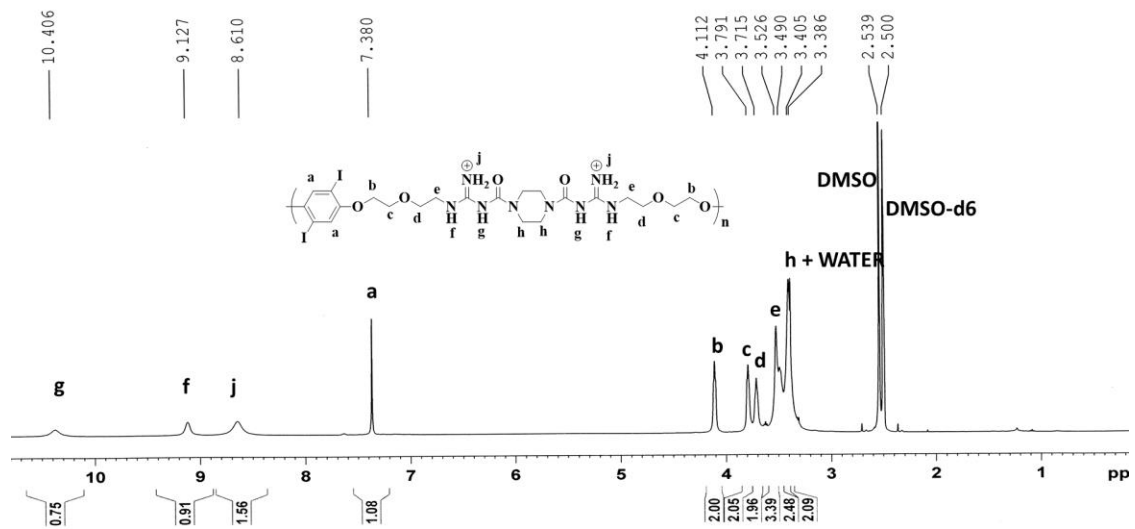 10.406
9.127
8.610
7.380
4.112
3.791
3.715
3.526
3.490
3.405
3.386
2.539
2.500
j j
⊕ ⊕
NH₂ O O NH₂
a I b e e b
O O N N N N N N O O
H H H H
c d f g h h g f d c
I a n
DMSO
DMSO-d6
h + WATER
a
e
b c d
g f j
10 9 8 7 6 5 4 3 2 1 pp
0.75
0.91
1.56
1.08
2.00
2.05
1.96
3.39
2.48
2.09